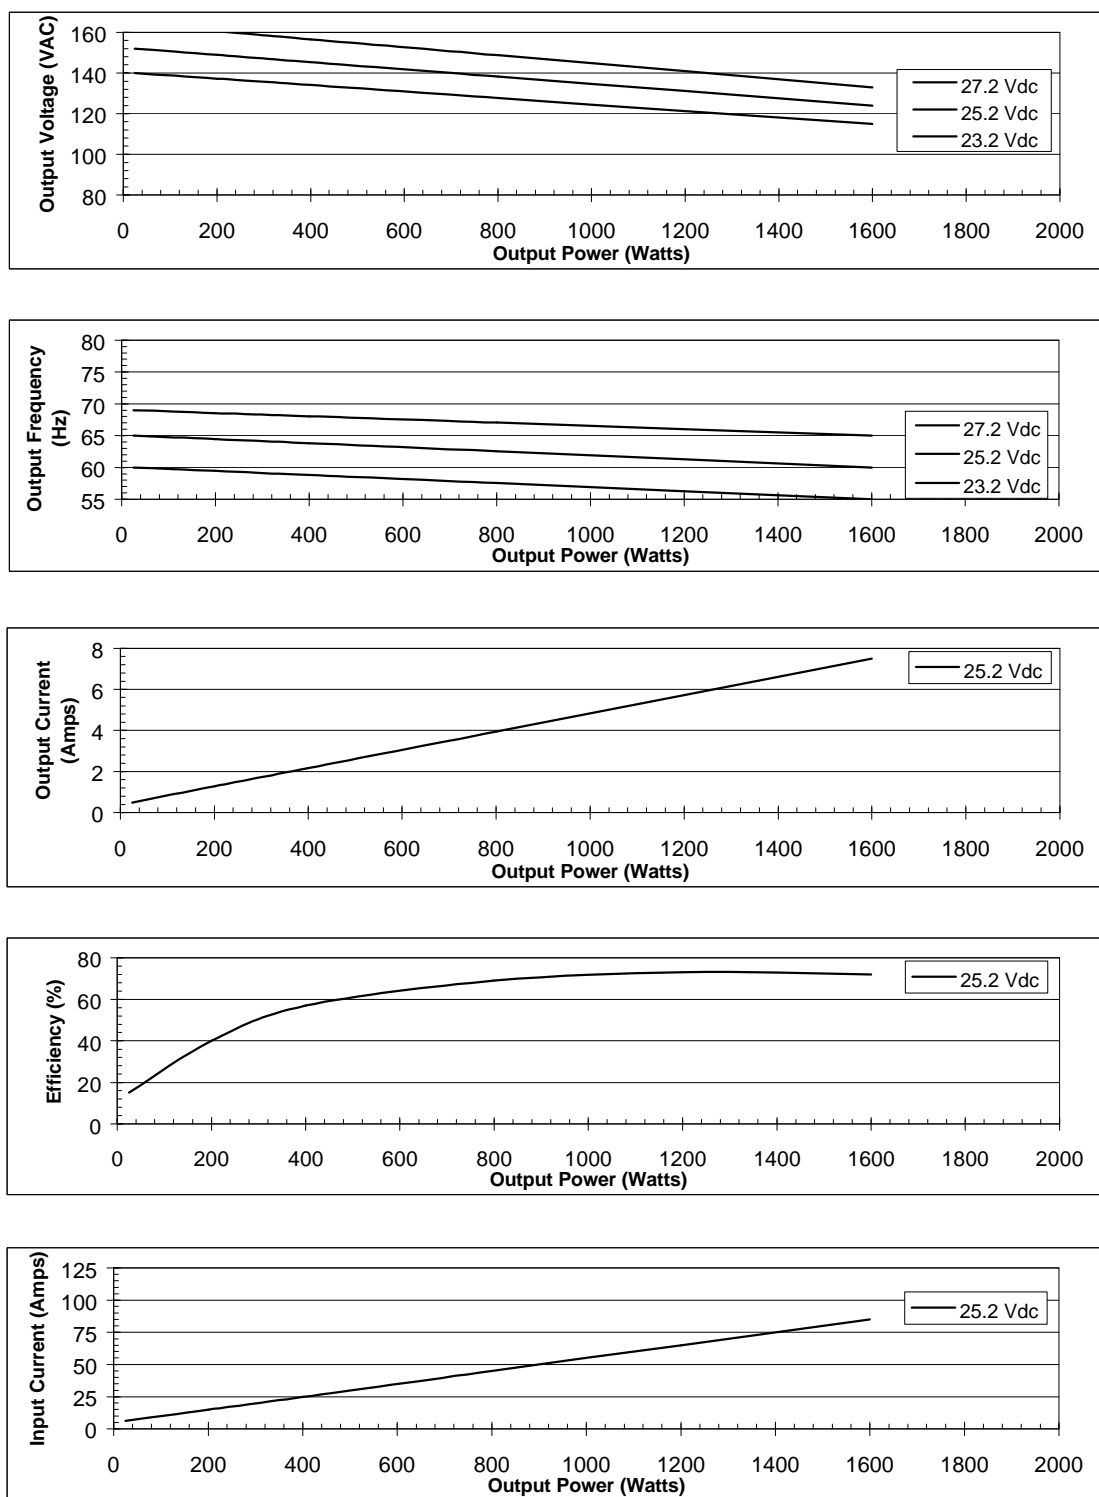 Output Voltage (VAC)
160
140
120
100
80
27.2 Vdc
25.2 Vdc
23.2 Vdc
0 200 400 600 800 1000 1200 1400 1600 1800 2000
Output Power (Watts)
Output Frequency
(Hz)
80
75
70
65
60
55
27.2 Vdc
25.2 Vdc
23.2 Vdc
0 200 400 600 800 1000 1200 1400 1600 1800 2000
Output Power (Watts)
Output Current
(Amps)
8
6
4
2
0
25.2 Vdc
0 200 400 600 800 1000 1200 1400 1600 1800 2000
Output Power (Watts)
Efficiency (%)
80
60
40
20
0
25.2 Vdc
0 200 400 600 800 1000 1200 1400 1600 1800 2000
Output Power (Watts)
Input Current (Amps)
125
100
75
50
25
0
25.2 Vdc
0 200 400 600 800 1000 1200 1400 1600 1800 2000
Output Power (Watts)